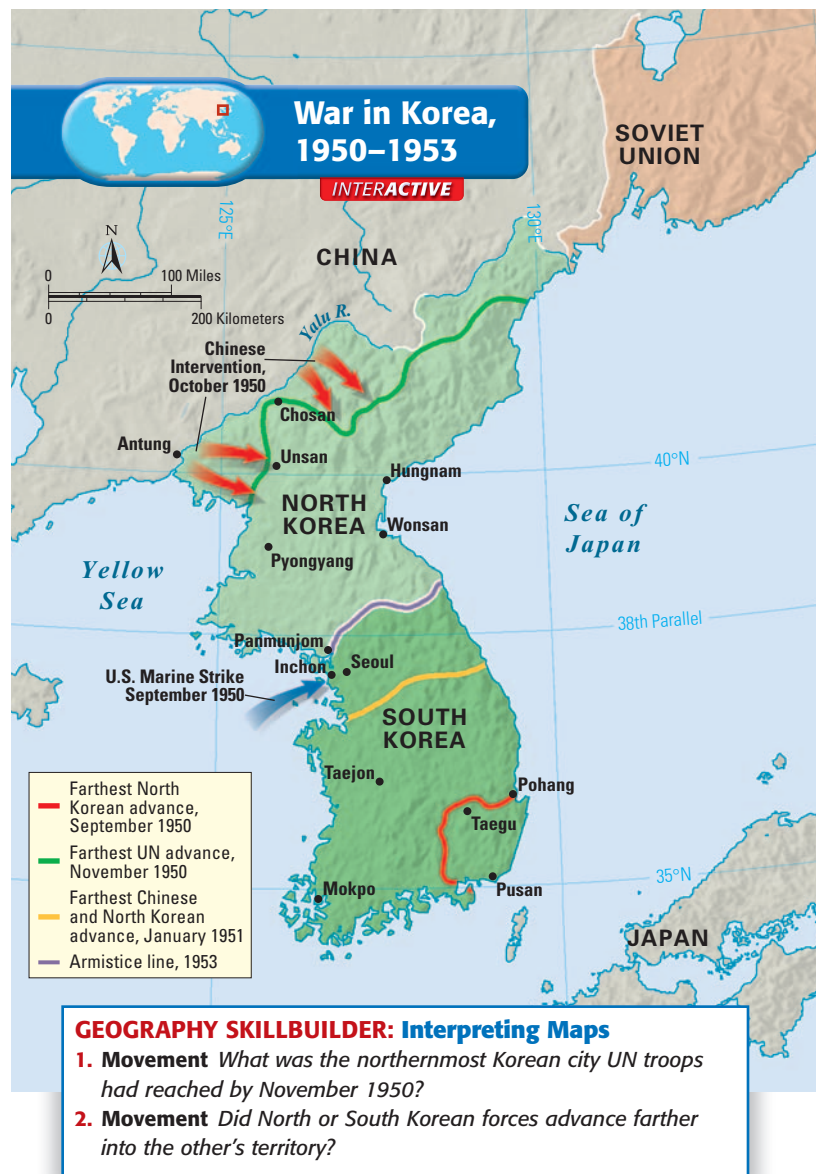 War in Korea,
1950–1953
INTERACTIVE
SOVIET
UNION
125°E
130°E
N
0 100 Miles
0 200 Kilometers
CHINA
Yalu R.
Chinese
Intervention,
October 1950
Chosan
Antung
Unsan
40°N
Hungnam
NORTH
KOREA
Wonsan
Sea of
Japan
Pyongyang
Yellow
Sea
38th Parallel
Panmunjom
Inchon
Seoul
U.S. Marine Strike
September 1950
SOUTH
KOREA
Taejon
Pohang
Taegu
Farthest North
Korean advance,
September 1950
Farthest UN advance,
November 1950
Farthest Chinese
and North Korean
advance, January 1951
Armistice line, 1953
35°N
Pusan
Mokpo
JAPAN
GEOGRAPHY SKILLBUILDER: Interpreting Maps
1. Movement What was the northernmost Korean city UN troops
had reached by November 1950?
2. Movement Did North or South Korean forces advance farther
into the other's territory?